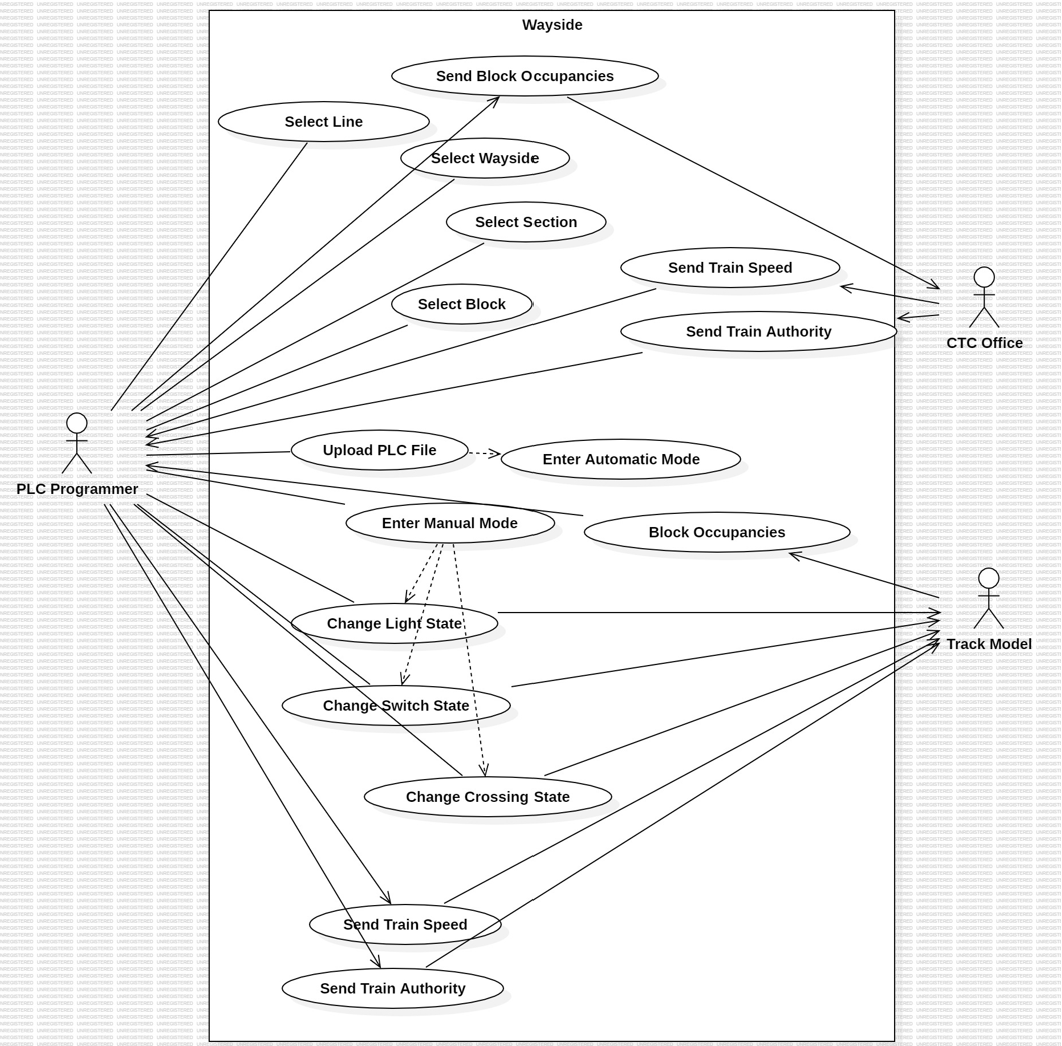 Wayside
Send Block Occupancies
Select Line
Select Wayside
Select Section
Send Train Speed
Select Block
Send Train Authority
CTC Office
Upload PLC File
Enter Automatic Mode
PLC Programmer
Enter Manual Mode
Block Occupancies
Change Light State
Track Model
Change Switch State
Change Crossing State
Send Train Speed
Send Train Authority
UNREGISTERED